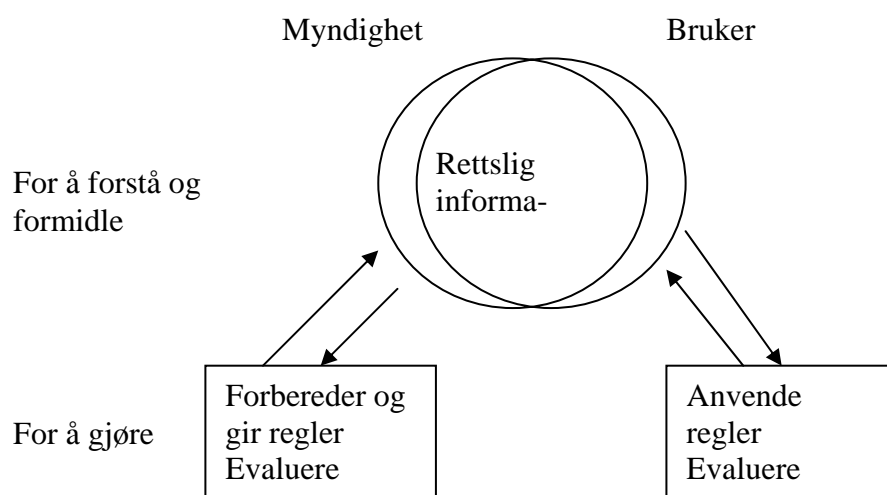 Myndighet
Bruker
Rettslig
informa-
For å forstå og
formidle
Forbereder og
gir regler
Evaluere
Anvende
regler
Evaluere
For å gjøre